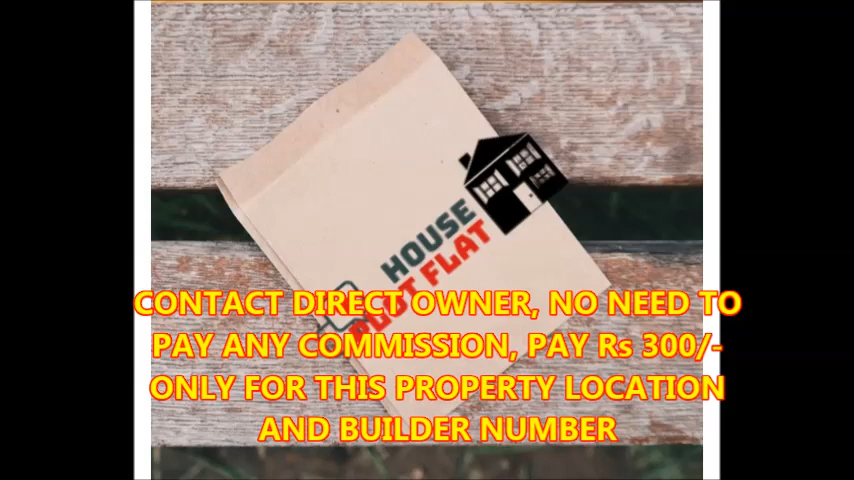 HOUSE
PLOT FLAT
CONTACT DIRECT OWNER, NO NEED TO
PAY ANY COMMISSION, PAY Rs 300/-
ONLY FOR THIS PROPERTY LOCATION
AND BUILDER NUMBER